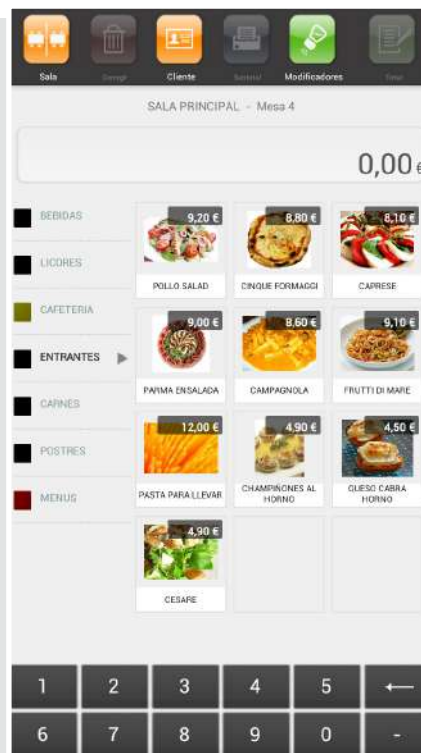 Sala
Cliente
Modificadores
SALA PRINCIPAL - Mesa 4
0,00 €
BEBIDAS
LICORES
CAFETERIA
ENTRANTES
CARNES
POSTRES
MENUS
9,20 €
8,80 €
8,10 €
POLLO SALAD
CINQUE FORMAGGI
CAPRESE
9,00 €
8,60 €
9,10 €
PARMA ENSALADA
CAMPAGNOLA
FRUTTI DI MARE
12,00 €
4,90 €
4,50 €
PASTA PARA LLEVAR
CHAMPIÑONES AL
HORNO
QUESO CABRA
HORNO
4,90 €
CESARE
1 2 3 4 5 ←
6 7 8 9 0 -